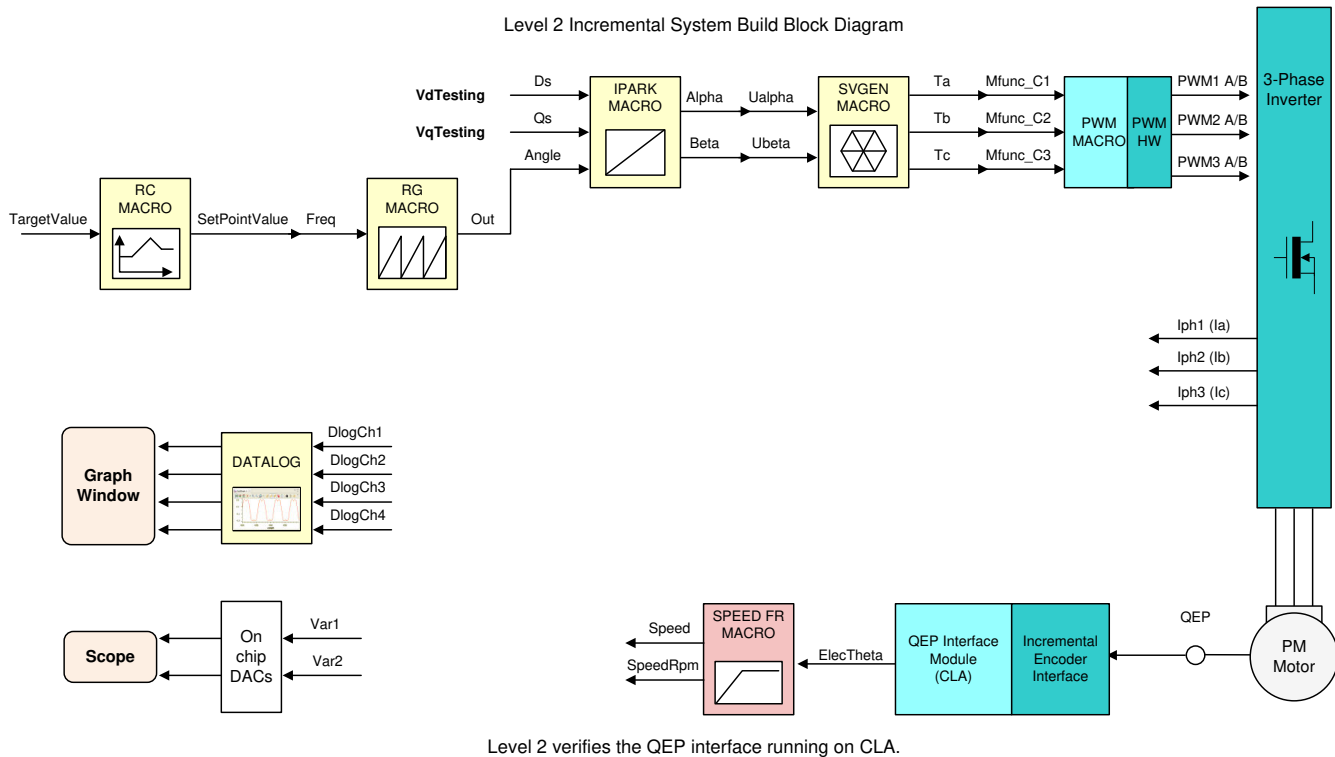 Level 2 Incremental System Build Block Diagram
VdTesting
VqTesting
Ds
Qs
Angle
IPARK
MACRO
Alpha
Beta
Ualpha
Ubeta
SVGEN
MACRO
Ta
Tb
Tc
Mfunc_C1
Mfunc_C2
Mfunc_C3
PWM
MACRO
PWM
HW
PWM1 A/B
PWM2 A/B
PWM3 A/B
3-Phase
Inverter
TargetValue
RC
MACRO
SetPointValue
Freq
RG
MACRO
Out
Iph1 (Ia)
Iph2 (Ib)
Iph3 (Ic)
Graph
Window
DATALOG
DlogCh1
DlogCh2
DlogCh3
DlogCh4
Scope
On
chip
DACs
Var1
Var2
Speed
SpeedRpm
SPEED FR
MACRO
ElecTheta
QEP Interface
Module
(CLA)
Incremental
Encoder
Interface
QEP
PM
Motor
Level 2 verifies the QEP interface running on CLA.